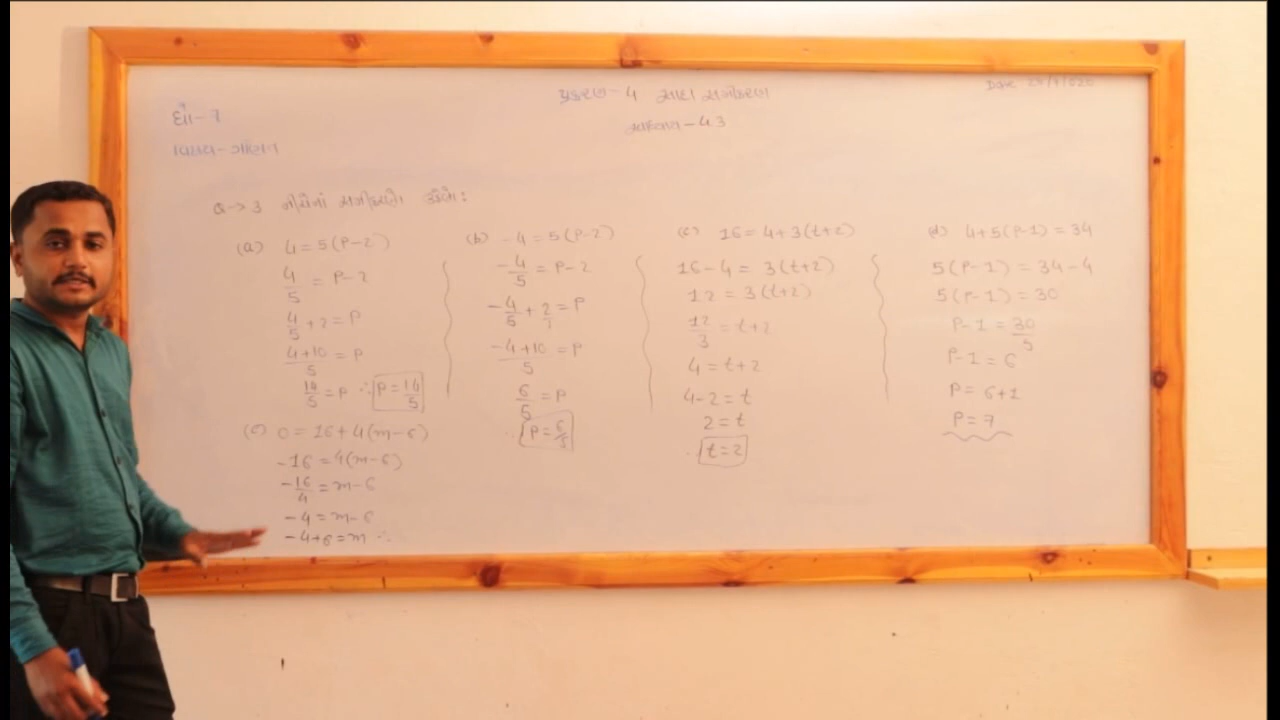 ધો-7
વિષય-ગણિત
પ્રકરણ-4 સાદા સમીકરણ
સ્વાધ્યાય-4.3
Date
Q→3 નીચેનાં સમીકરણો ઉકેલો:
(a) 4=5(P-2)
4/5 = P-2
4/5+2=P
4+10/5 = P
14/5=P ∴ P=14/5
(b) -4=5(P-2)
-4/5 = P-2
-4/5 + 2/1 = P
-4+10/5 = P
6/5 = P
∴ P=6/5
(c) 16=4+3(t+2)
16-4= 3(t+2)
12=3(t+2)
12/3 = t+2
4=t+2
4-2=t
2=t
∴ t=2
(d) 4+5(P-1)=34
5(P-1)=34-4
5(P-1)=30
P-1=30/5
P-1=6
P=6+1
P=7
(e) 0=16+4(m-6)
-16=4(m-6)
-16/4=m-6
-4=m-6
-4+6=m ∴